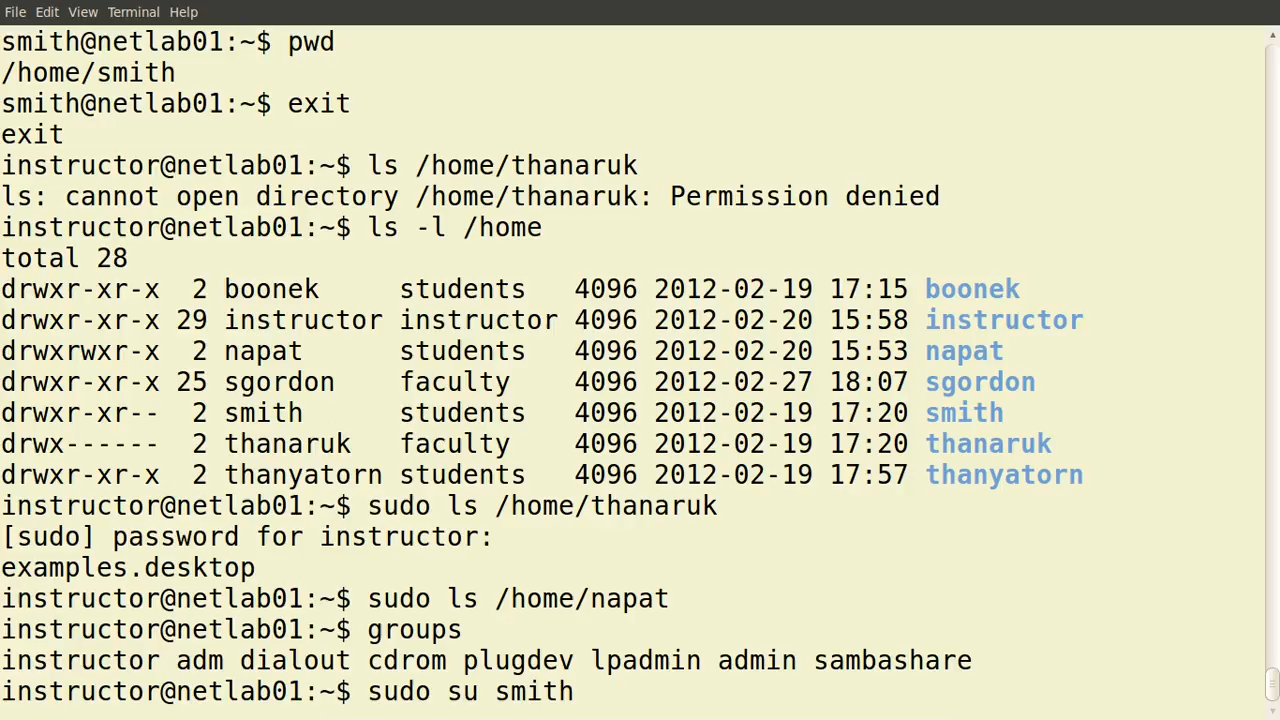 File Edit View Terminal Help
smith@netlab01:~$ pwd
/home/smith
smith@netlab01:~$ exit
exit
instructor@netlab01:~$ ls /home/thanaruk
ls: cannot open directory /home/thanaruk: Permission denied
instructor@netlab01:~$ ls -l /home
total 28
drwxr-xr-x  2 boonek     students   4096 2012-02-19 17:15 boonek
drwxr-xr-x 29 instructor instructor 4096 2012-02-20 15:58 instructor
drwxrwxr-x  2 napat      students   4096 2012-02-20 15:53 napat
drwxr-xr-x 25 sgordon    faculty    4096 2012-02-27 18:07 sgordon
drwxr-xr--  2 smith      students   4096 2012-02-19 17:20 smith
drwx------  2 thanaruk   faculty    4096 2012-02-19 17:20 thanaruk
drwxr-xr-x  2 thanyatorn students   4096 2012-02-19 17:57 thanyatorn
instructor@netlab01:~$ sudo ls /home/thanaruk
[sudo] password for instructor:
examples.desktop
instructor@netlab01:~$ sudo ls /home/napat
instructor@netlab01:~$ groups
instructor adm dialout cdrom plugdev lpadmin admin sambashare
instructor@netlab01:~$ sudo su smith